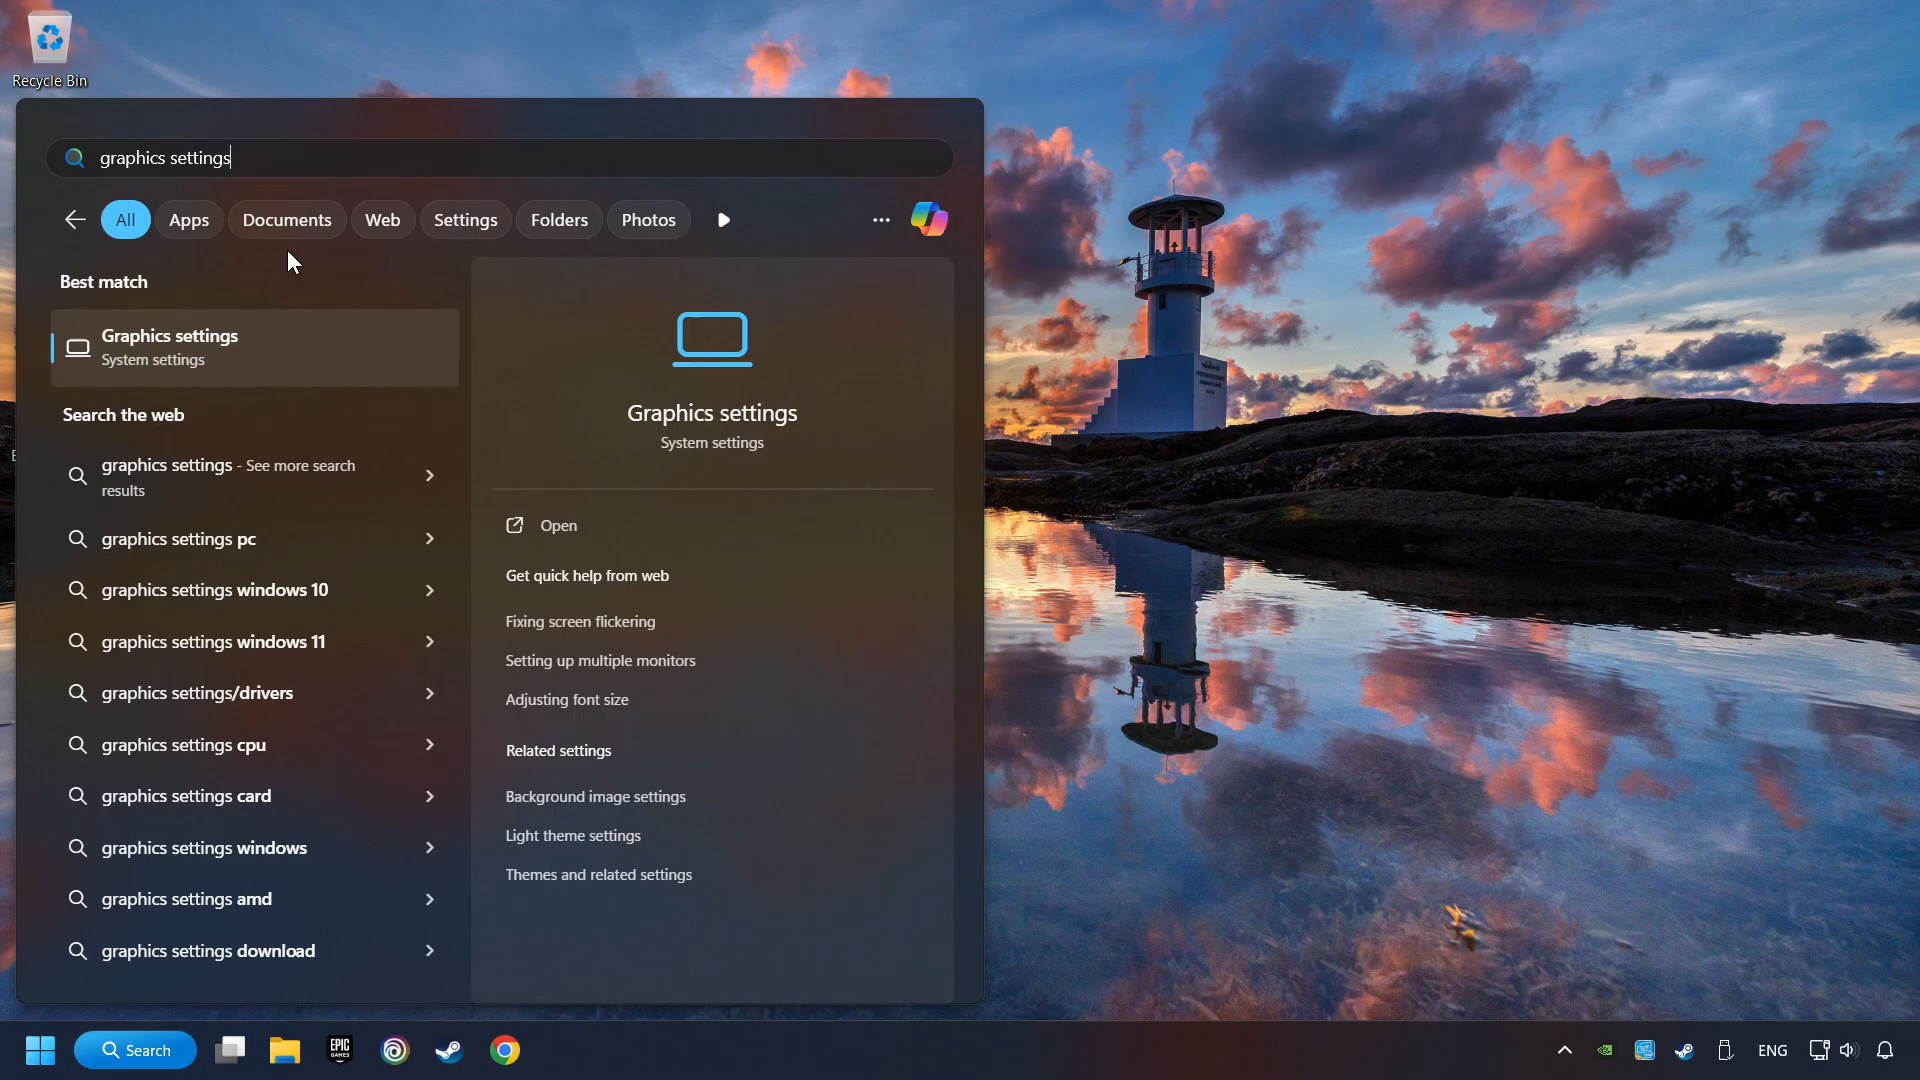 Recycle Bin
graphics settings
All
Apps
Documents
Web
Settings
Folders
Photos
Best match
Graphics settings
System settings
Search the web
graphics settings - See more search
results
graphics settings pc
graphics settings windows 10
graphics settings windows 11
graphics settings/drivers
graphics settings cpu
graphics settings card
graphics settings windows
graphics settings amd
graphics settings download
Graphics settings
System settings
Open
Get quick help from web
Fixing screen flickering
Setting up multiple monitors
Adjusting font size
Related settings
Background image settings
Light theme settings
Themes and related settings
Search
EPIC
GAMES
ENG